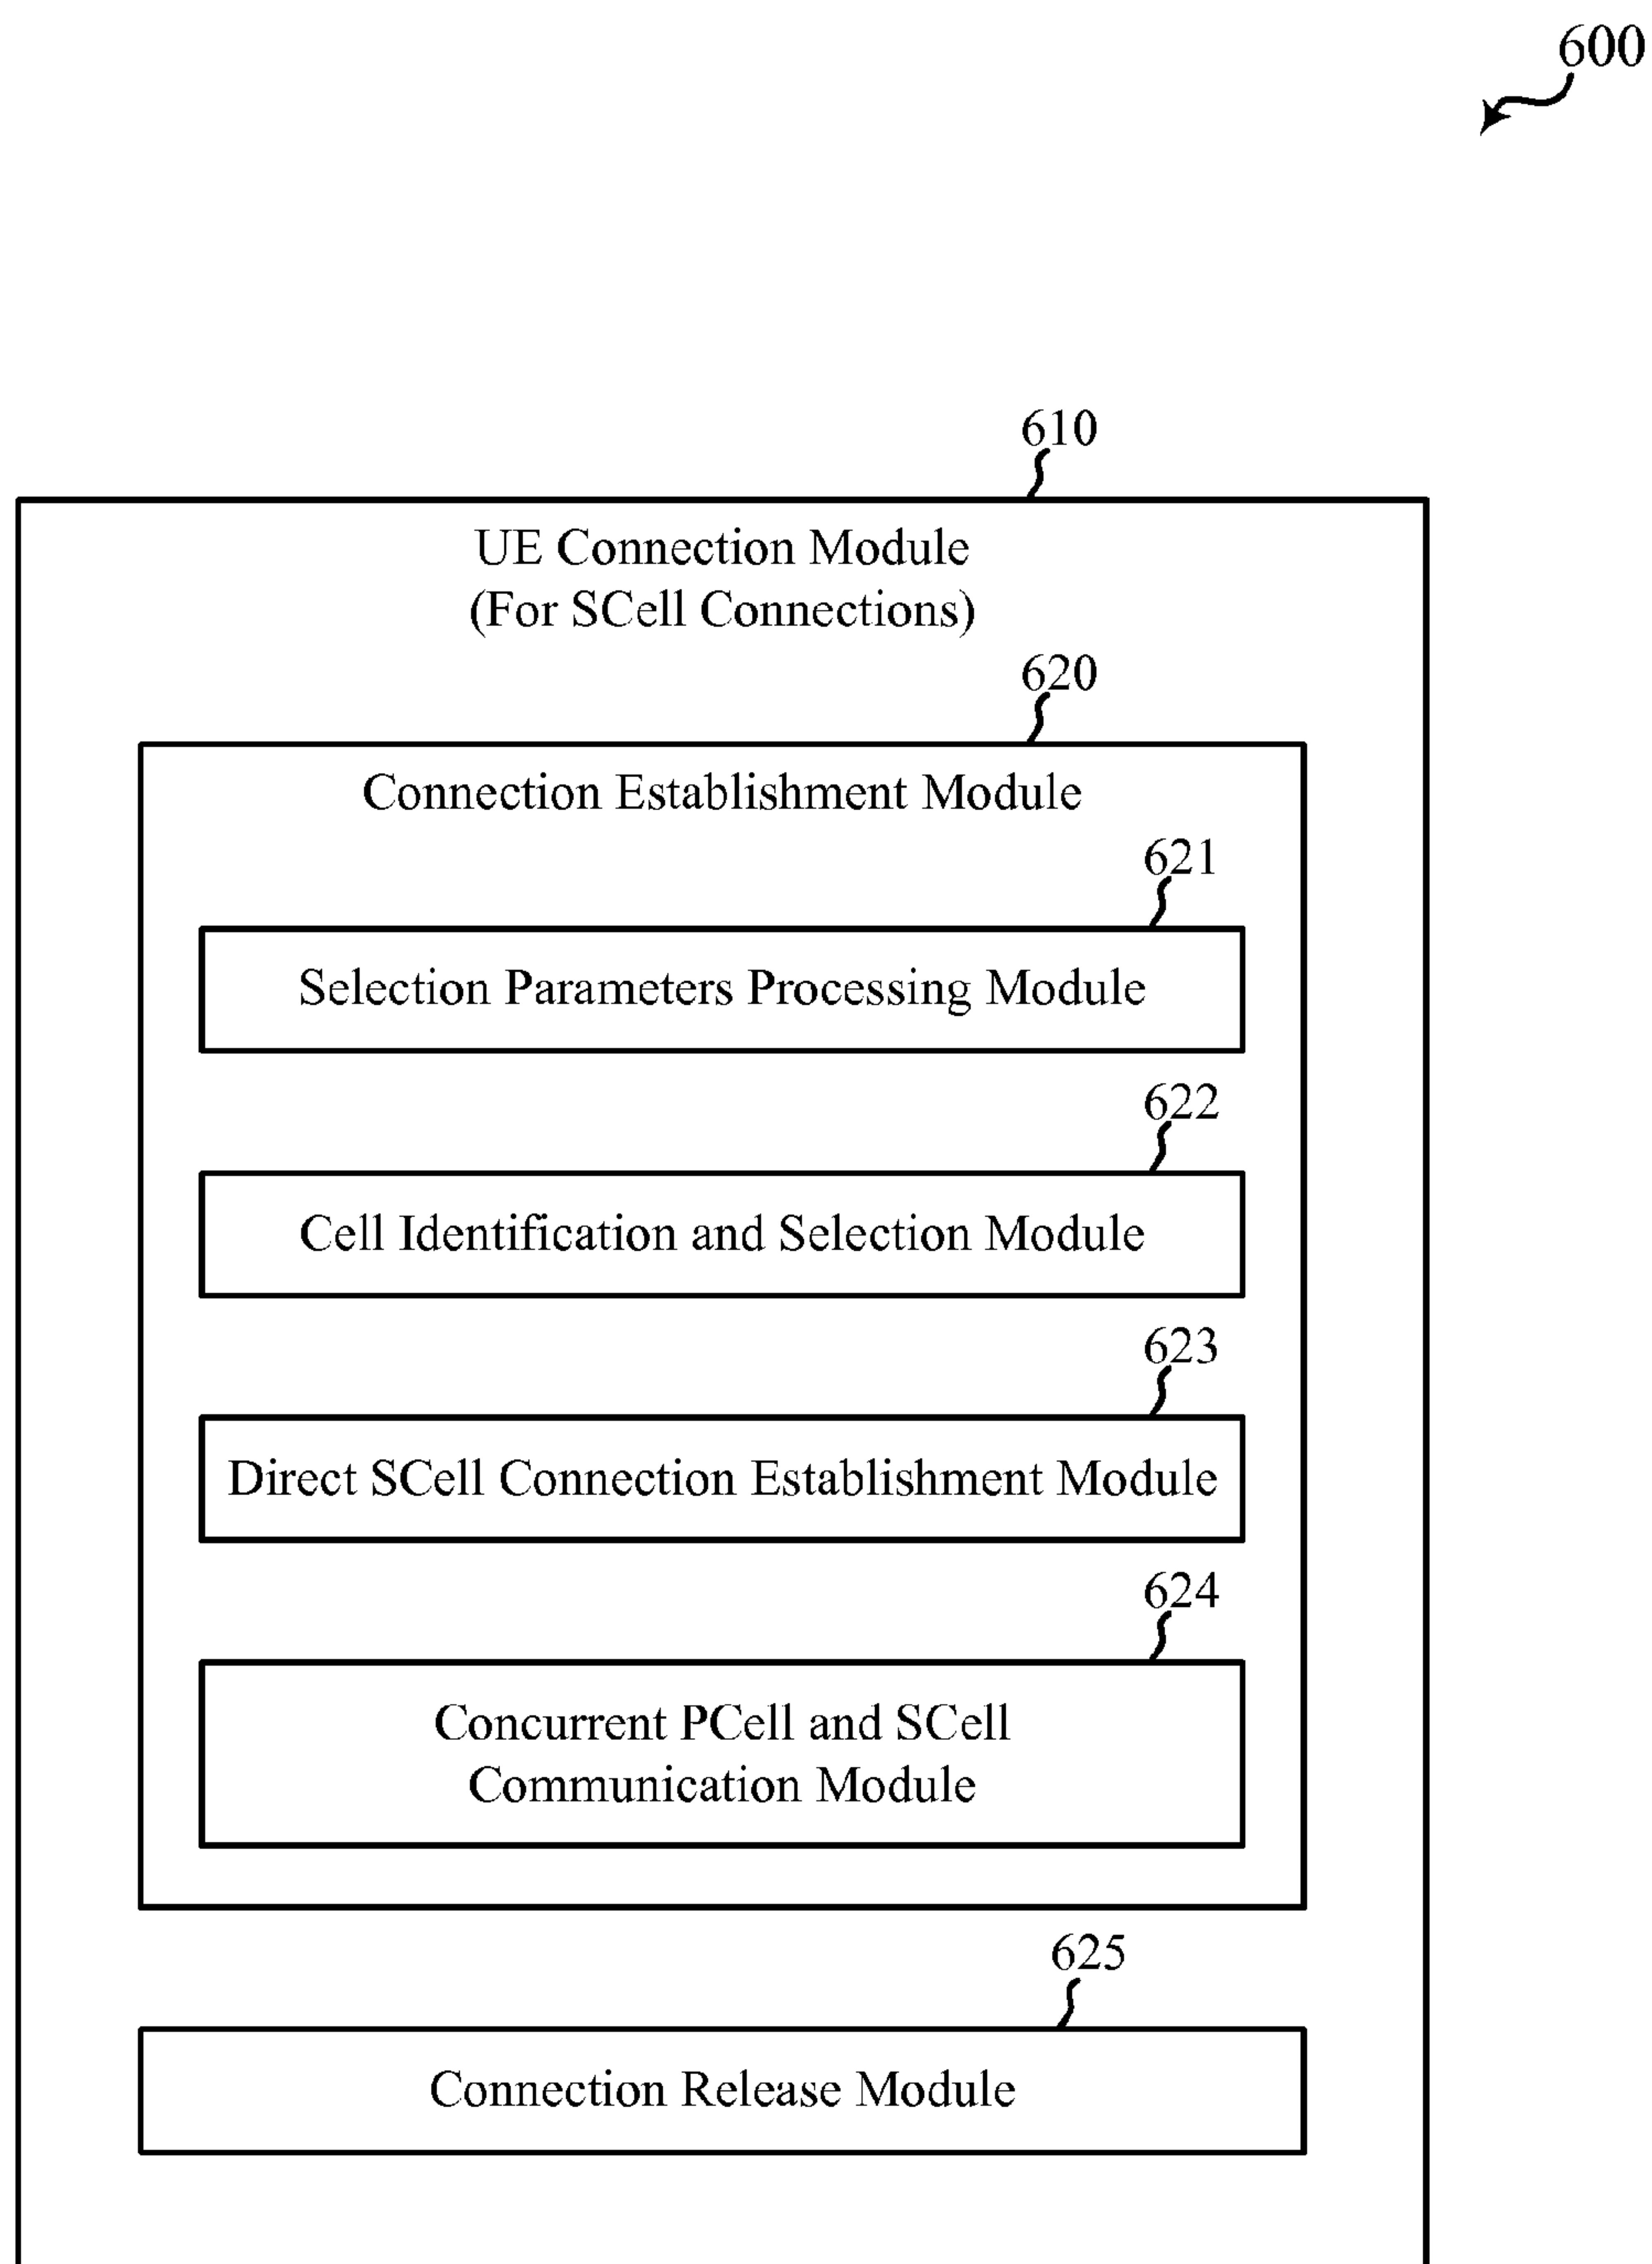 600
610
UE Connection Module
(For SCell Connections)
620
Connection Establishment Module
621
Selection Parameters Processing Module
622
Cell Identification and Selection Module
623
Direct SCell Connection Establishment Module
624
Concurrent PCell and SCell
Communication Module
625
Connection Release Module